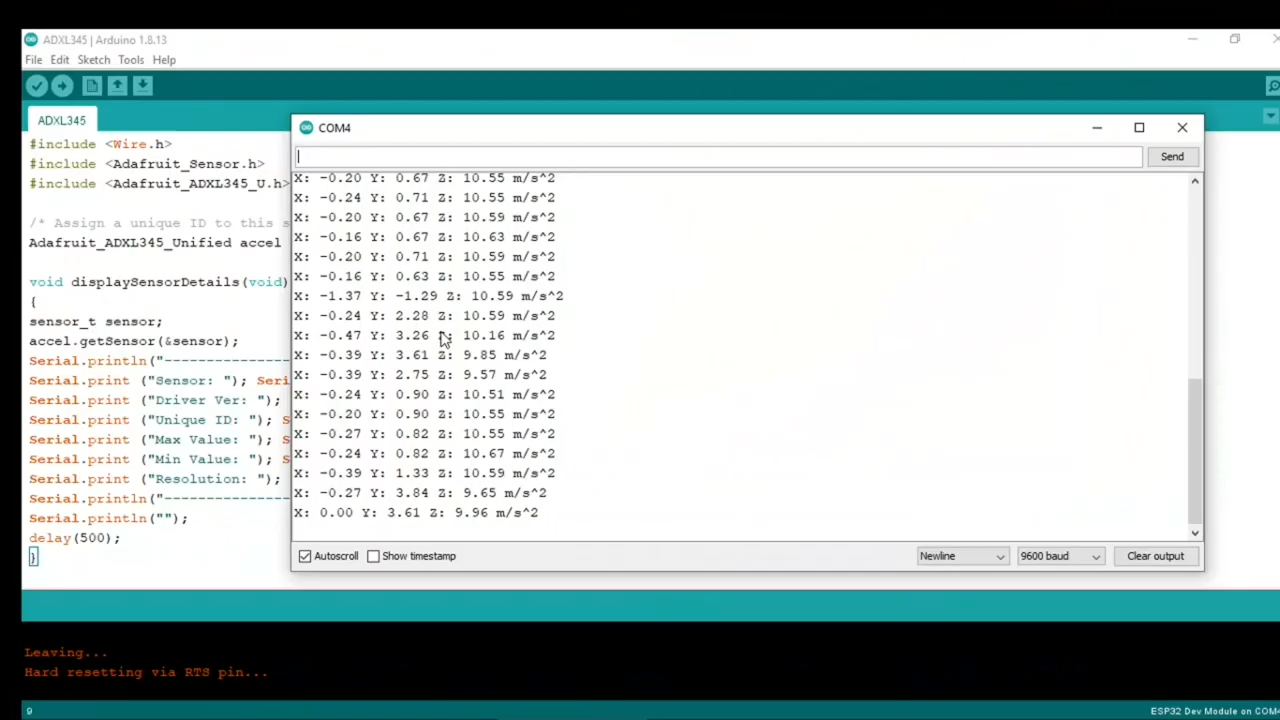 ADXL345 | Arduino 1.8.13
File Edit Sketch Tools Help
ADXL345
#include <Wire.h>
#include <Adafruit_Sensor.h>
#include <Adafruit_ADXL345_U.h>
/* Assign a unique ID to this s
Adafruit_ADXL345_Unified accel
void displaySensorDetails(void)
{
sensor_t sensor;
accel.getSensor(&sensor);
Serial.println("--------------
Serial.print ("Sensor: "); Seri
Serial.print ("Driver Ver: ");
Serial.print ("Unique ID: "); S
Serial.print ("Max Value: "); S
Serial.print ("Min Value: "); S
Serial.print ("Resolution: ");
Serial.println("--------------
Serial.println("");
delay(500);
}
COM4
Send
X: -0.20 Y: 0.67 Z: 10.55 m/s^2
X: -0.24 Y: 0.71 Z: 10.55 m/s^2
X: -0.20 Y: 0.67 Z: 10.59 m/s^2
X: -0.16 Y: 0.67 Z: 10.63 m/s^2
X: -0.20 Y: 0.71 Z: 10.59 m/s^2
X: -0.16 Y: 0.63 Z: 10.55 m/s^2
X: -1.37 Y: -1.29 Z: 10.59 m/s^2
X: -0.24 Y: 2.28 Z: 10.59 m/s^2
X: -0.47 Y: 3.26 Z: 10.16 m/s^2
X: -0.39 Y: 3.61 Z: 9.85 m/s^2
X: -0.39 Y: 2.75 Z: 9.57 m/s^2
X: -0.24 Y: 0.90 Z: 10.51 m/s^2
X: -0.20 Y: 0.90 Z: 10.55 m/s^2
X: -0.27 Y: 0.82 Z: 10.55 m/s^2
X: -0.24 Y: 0.82 Z: 10.67 m/s^2
X: -0.39 Y: 1.33 Z: 10.59 m/s^2
X: -0.27 Y: 3.84 Z: 9.65 m/s^2
X: 0.00 Y: 3.61 Z: 9.96 m/s^2
Autoscroll Show timestamp Newline 9600 baud Clear output
Leaving...
Hard resetting via RTS pin...
9 ESP32 Dev Module on COM4